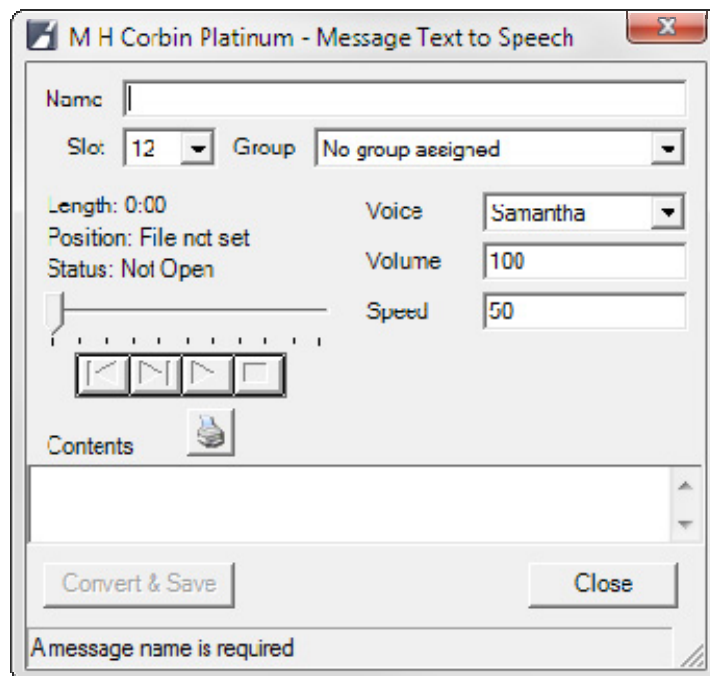 M H Corbin Platinum - Message Text to Speech
Name
Slot 12 Group No group assigned
Length: 0:00
Position: File not set
Status: Not Open
Voice Samantha
Volume 100
Speed 50
Contents
Convert & Save Close
A message name is required